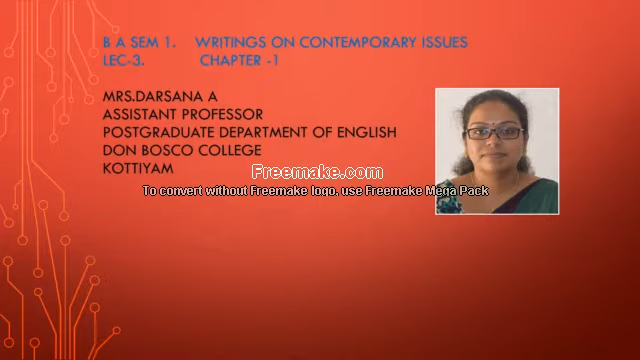 B A SEM 1. WRITINGS ON CONTEMPORARY ISSUES
LEC-3. CHAPTER -1
MRS.DARSANA A
ASSISTANT PROFESSOR
POSTGRADUATE DEPARTMENT OF ENGLISH
DON BOSCO COLLEGE
KOTTIYAM
Freemake.com
To convert without Freemake logo, use Freemake Mega Pack